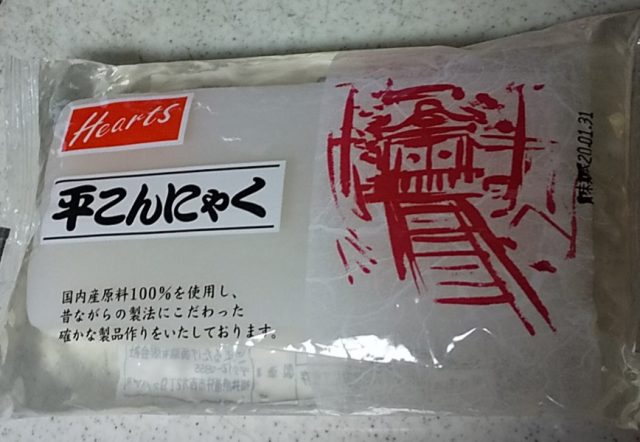 Hearts
平こんにゃく
国内産原料100%を使用し、
昔ながらの製法にこだわった
確かな製品作りをいたしております。
賞味期限 20.01.31